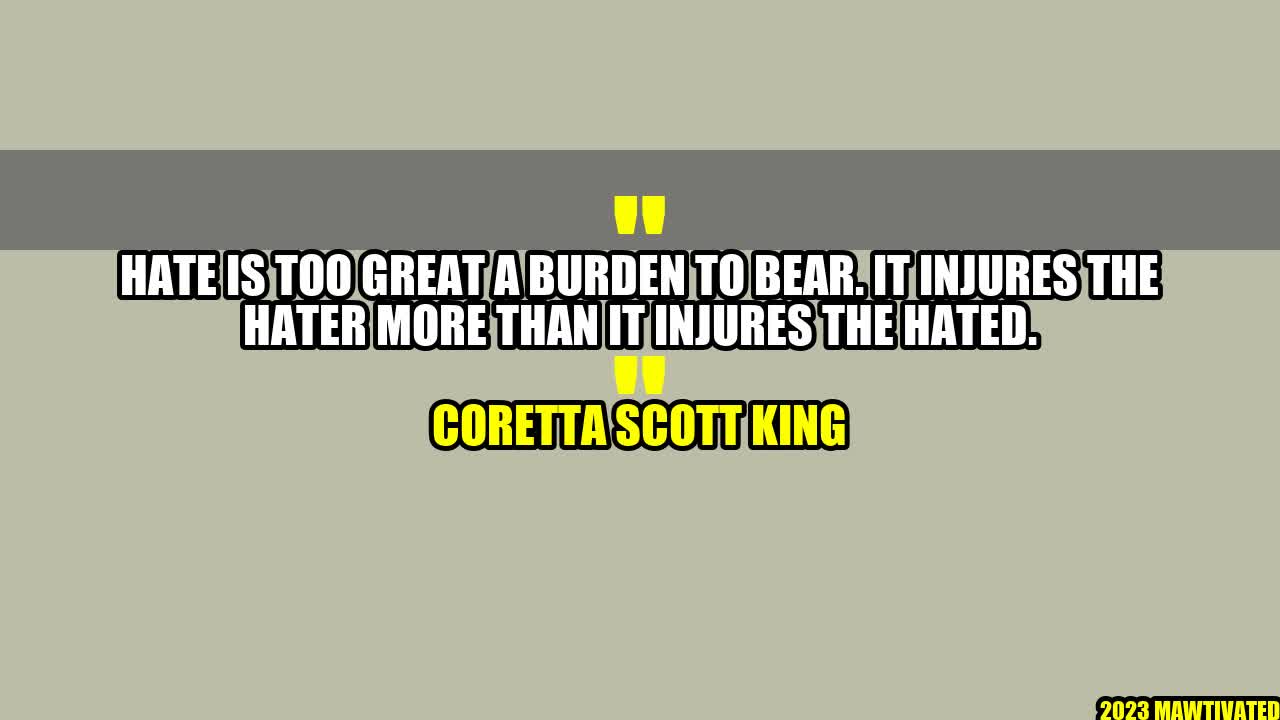 "
HATE IS TOO GREAT A BURDEN TO BEAR. IT INJURES THE
HATER MORE THAN IT INJURES THE HATED.
"
CORETTA SCOTT KING
2023 MAWTIVATED